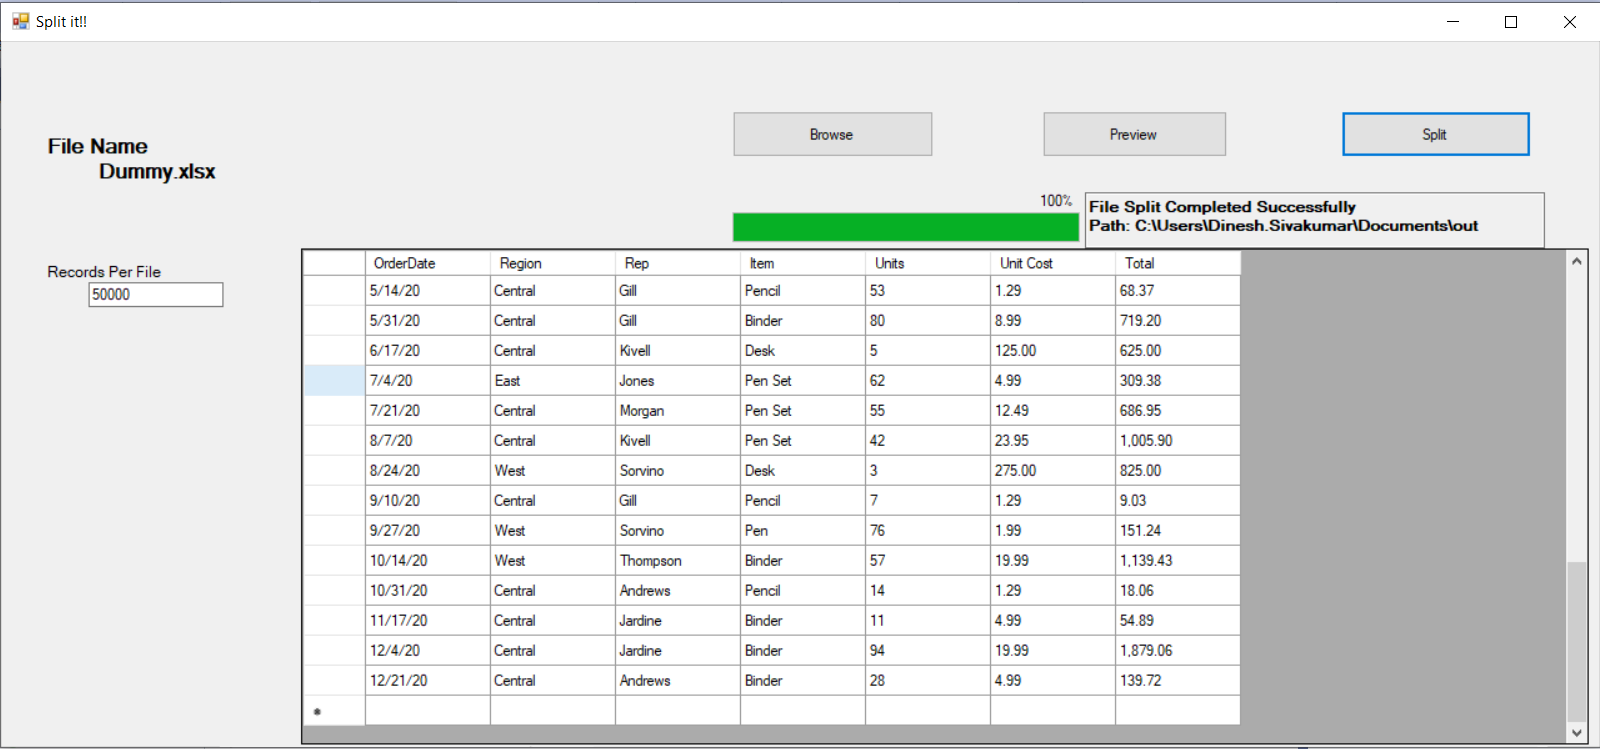 Split it!!
Browse Preview Split
File Name
Dummy.xlsx
100%
File Split Completed Successfully
Path: C:\Users\Dinesh.Sivakumar\Documents\out
Records Per File
50000
OrderDate Region Rep Item Units Unit Cost Total
5/14/20 Central Gill Pencil 53 1.29 68.37
5/31/20 Central Gill Binder 80 8.99 719.20
6/17/20 Central Kivell Desk 5 125.00 625.00
7/4/20 East Jones Pen Set 62 4.99 309.38
7/21/20 Central Morgan Pen Set 55 12.49 686.95
8/7/20 Central Kivell Pen Set 42 23.95 1,005.90
8/24/20 West Sorvino Desk 3 275.00 825.00
9/10/20 Central Gill Pencil 7 1.29 9.03
9/27/20 West Sorvino Pen 76 1.99 151.24
10/14/20 West Thompson Binder 57 19.99 1,139.43
10/31/20 Central Andrews Pencil 14 1.29 18.06
11/17/20 Central Jardine Binder 11 4.99 54.89
12/4/20 Central Jardine Binder 94 19.99 1,879.06
12/21/20 Central Andrews Binder 28 4.99 139.72